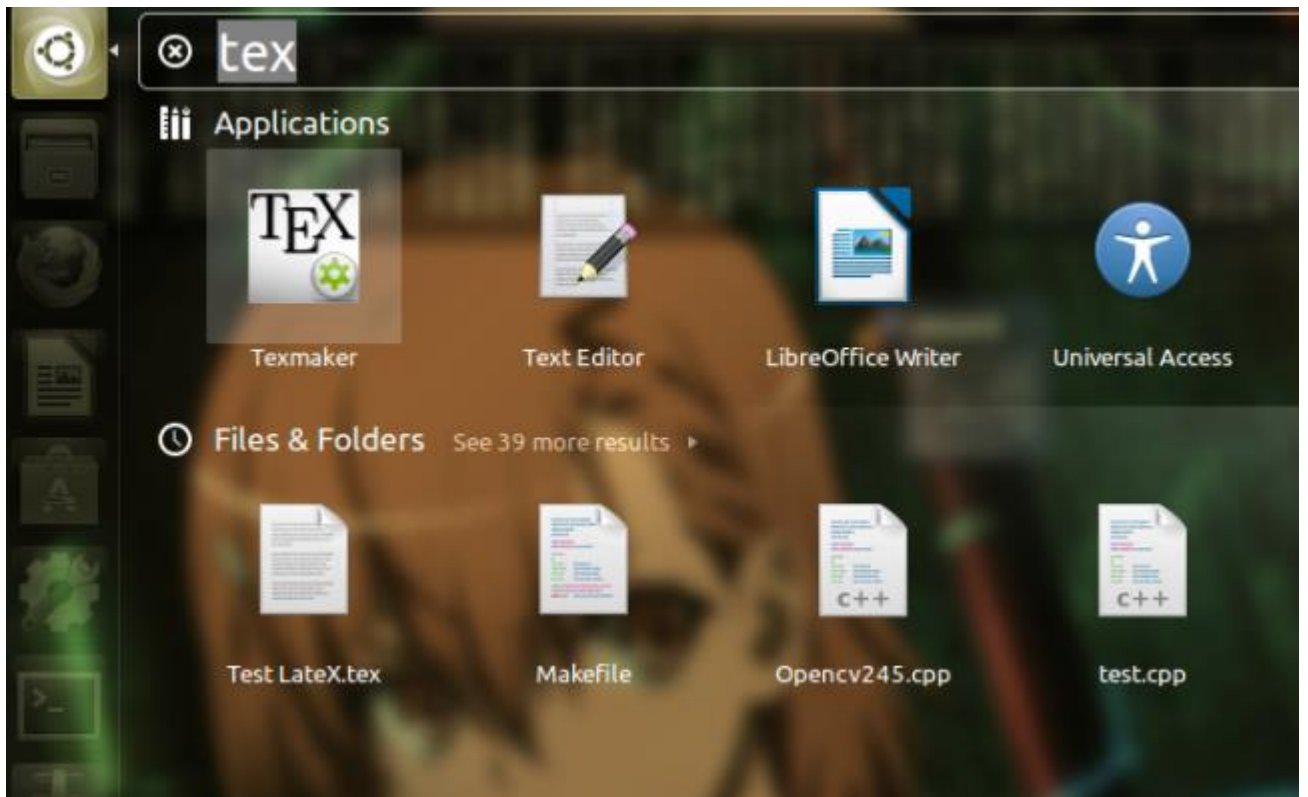 tex
Applications
TEX
Texmaker Text Editor LibreOffice Writer Universal Access
Files & Folders See 39 more results
C++ C++
Test LateX.tex Makefile Opencv245.cpp test.cpp